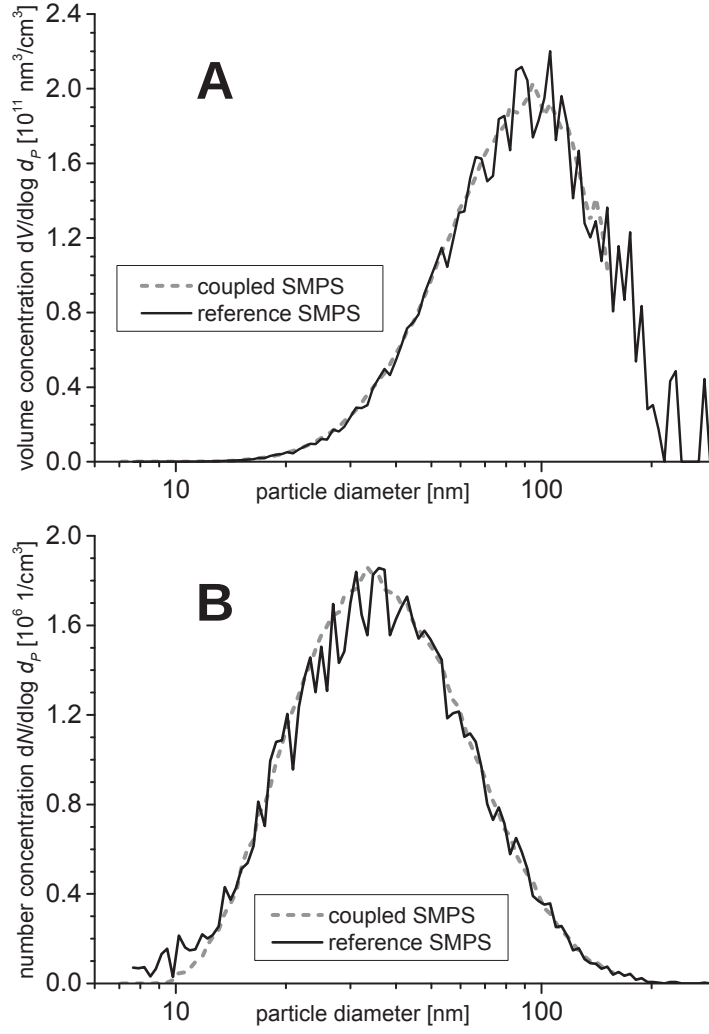 A
volume concentration dV/dlog dP [10¹¹ nm³/cm³]
2.4
2.0
1.6
1.2
0.8
0.4
0.0
coupled SMPS
reference SMPS
10
100
particle diameter [nm]
B
number concentration dN/dlog dP [10⁶ 1/cm³]
2.0
1.6
1.2
0.8
0.4
0.0
coupled SMPS
reference SMPS
10
100
particle diameter [nm]